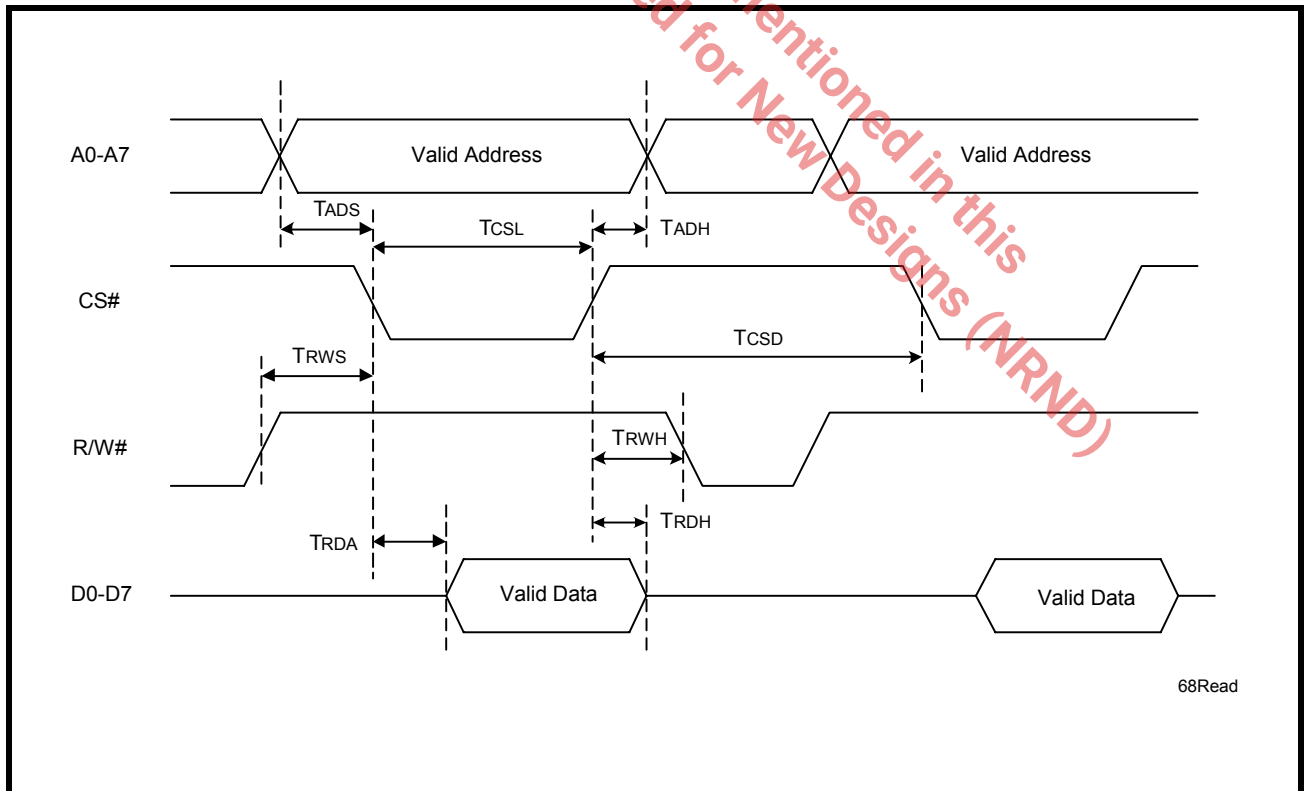 mentioned in this
ed for New Designs (NRND)
A0-A7
Valid Address
Valid Address
TADS
TCSL
TADH
CS#
TCSD
TRWS
R/W#
TRWH
TRDH
TRDA
D0-D7
Valid Data
Valid Data
68Read